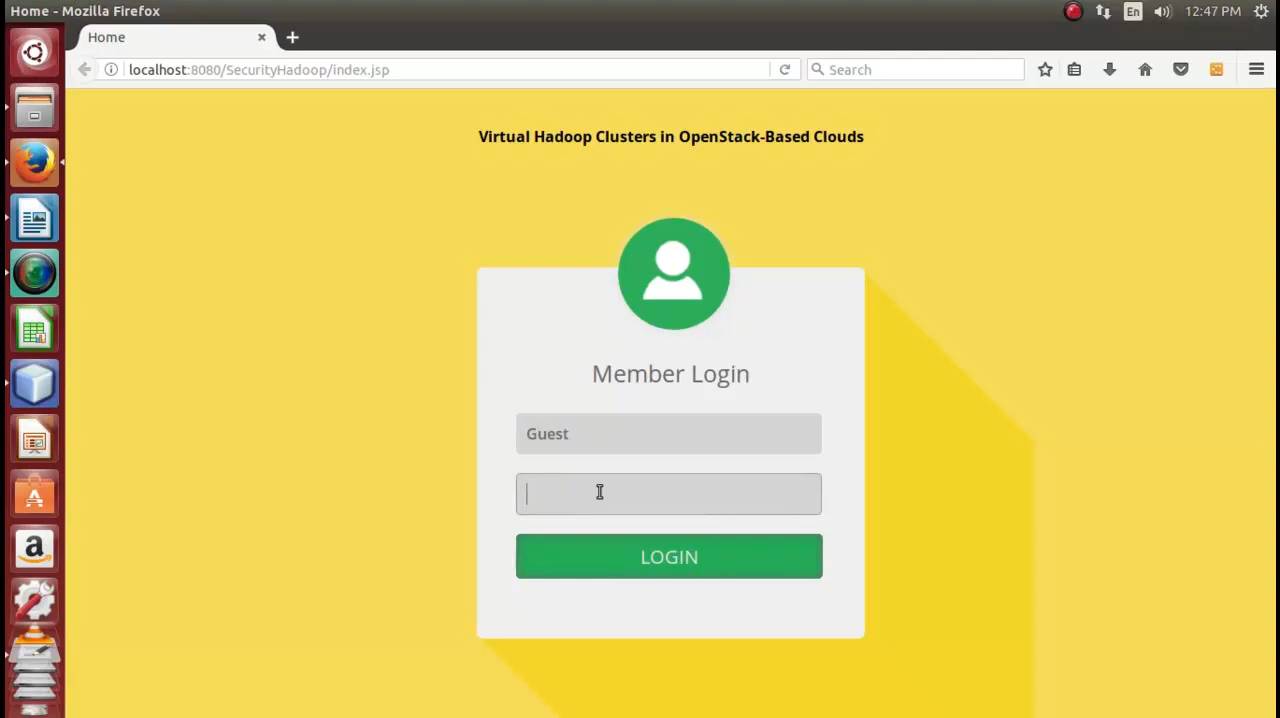 Home - Mozilla Firefox
En
12:47 PM
Home
localhost:8080/SecurityHadoop/index.jsp
Search
Virtual Hadoop Clusters in OpenStack-Based Clouds
Member Login
Guest
LOGIN